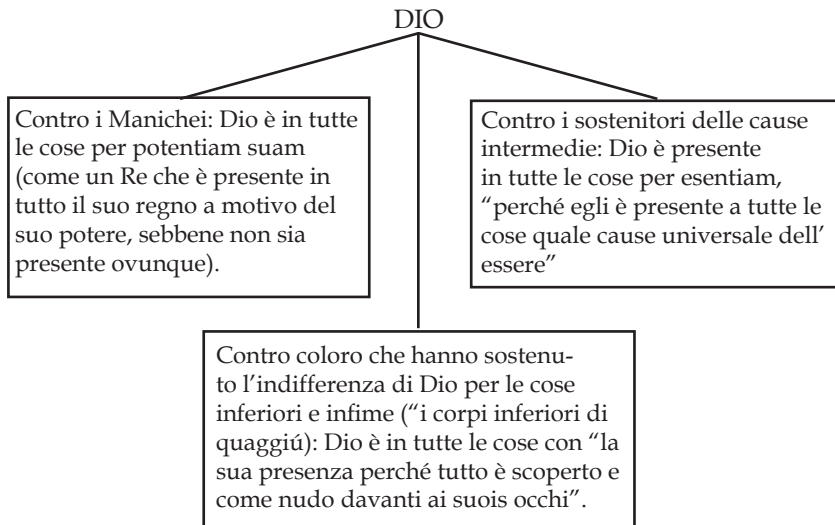 DIO
Contro i Manichei: Dio è in tutte
le cose per potentiam suam
(come un Re che è presente in
tutto il suo regno a motivo del
suo potere, sebbene non sia
presente ovunque).
Contro i sostenitori delle cause
intermedie: Dio è presente
in tutte le cose per esentiam,
“perché egli è presente a tutte le
cose quale cause universale dell’
essere”
Contro coloro che hanno sostenu-
to l’indifferenza di Dio per le cose
inferiori e infime (“i corpi inferiori di
quaggiú): Dio è in tutte le cose con “la
sua presenza perché tutto è scoperto e
come nudo davanti ai suois occhi”.